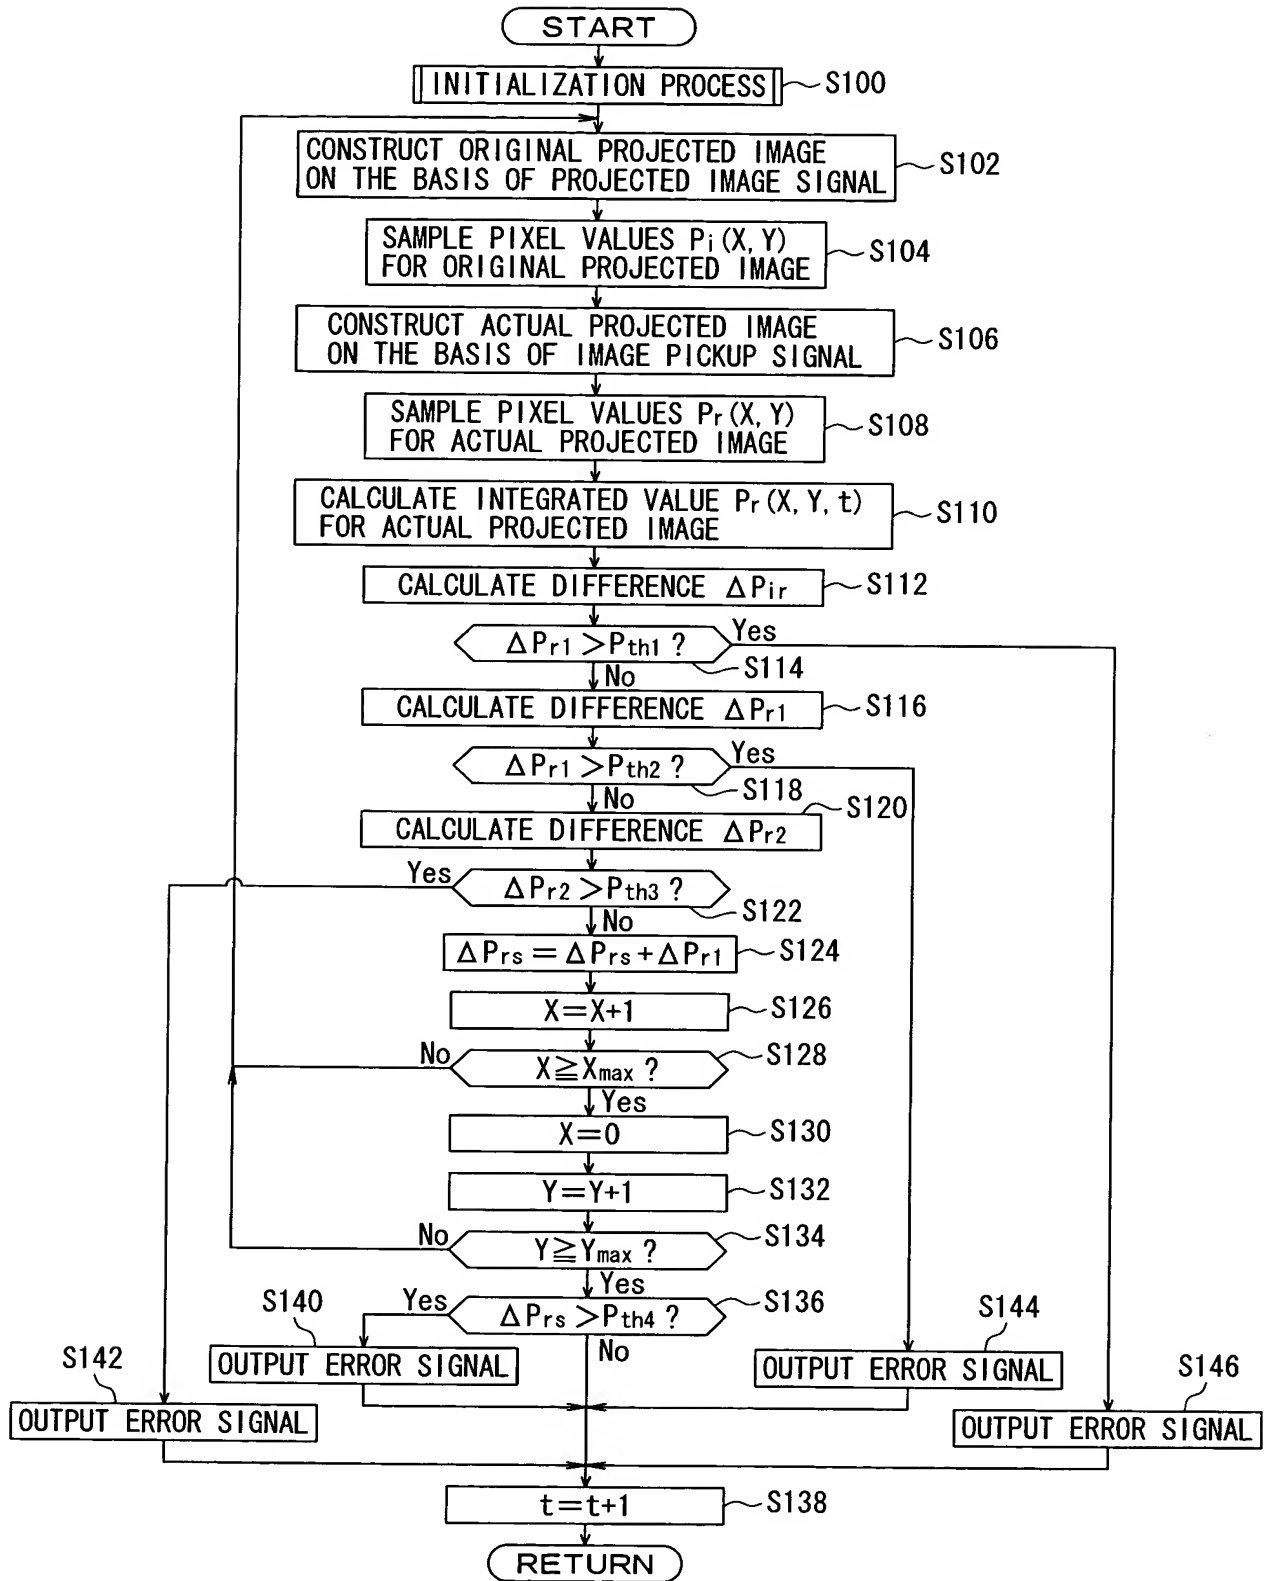 START
INITIALIZATION PROCESS
S100
CONSTRUCT ORIGINAL PROJECTED IMAGE
ON THE BASIS OF PROJECTED IMAGE SIGNAL
S102
SAMPLE PIXEL VALUES Pi(X,Y)
FOR ORIGINAL PROJECTED IMAGE
S104
CONSTRUCT ACTUAL PROJECTED IMAGE
ON THE BASIS OF IMAGE PICKUP SIGNAL
S106
SAMPLE PIXEL VALUES Pr(X,Y)
FOR ACTUAL PROJECTED IMAGE
S108
CALCULATE INTEGRATED VALUE Pr(X,Y,t)
FOR ACTUAL PROJECTED IMAGE
S110
CALCULATE DIFFERENCE ΔPir
S112
ΔPr1>Pth1?
Yes
S114
No
CALCULATE DIFFERENCE ΔPr1
S116
ΔPr1>Pth2?
Yes
S118
No
S120
CALCULATE DIFFERENCE ΔPr2
Yes
ΔPr2>Pth3?
S122
No
ΔPrs=ΔPrs+ΔPr1
S124
X=X+1
S126
No
X≧Xmax?
S128
Yes
X=0
S130
Y=Y+1
S132
No
Y≧Ymax?
S134
Yes
S140
Yes
ΔPrs>Pth4?
S136
No
OUTPUT ERROR SIGNAL
S144
OUTPUT ERROR SIGNAL
S142
OUTPUT ERROR SIGNAL
S146
OUTPUT ERROR SIGNAL
t=t+1
S138
RETURN